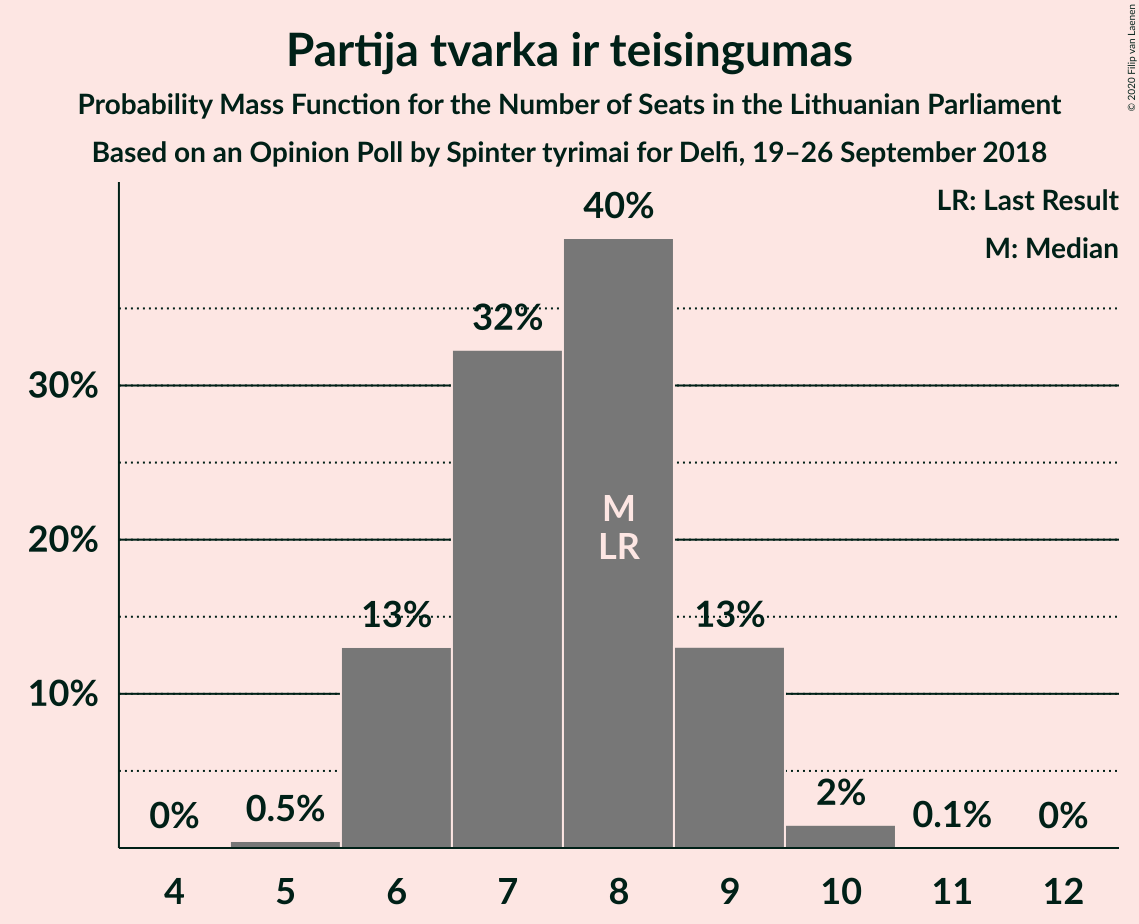 Partija tvarka ir teisingumas
Probability Mass Function for the Number of Seats in the Lithuanian Parliament
Based on an Opinion Poll by Spinter tyrimai for Delfi, 19–26 September 2018
© 2020 Filip van Laenen
LR: Last Result
M: Median
40%
32%
30%
M
20%
LR
13%
13%
10%
2%
0%
0.5%
0.1%
0%
4 5 6 7 8 9 10 11 12